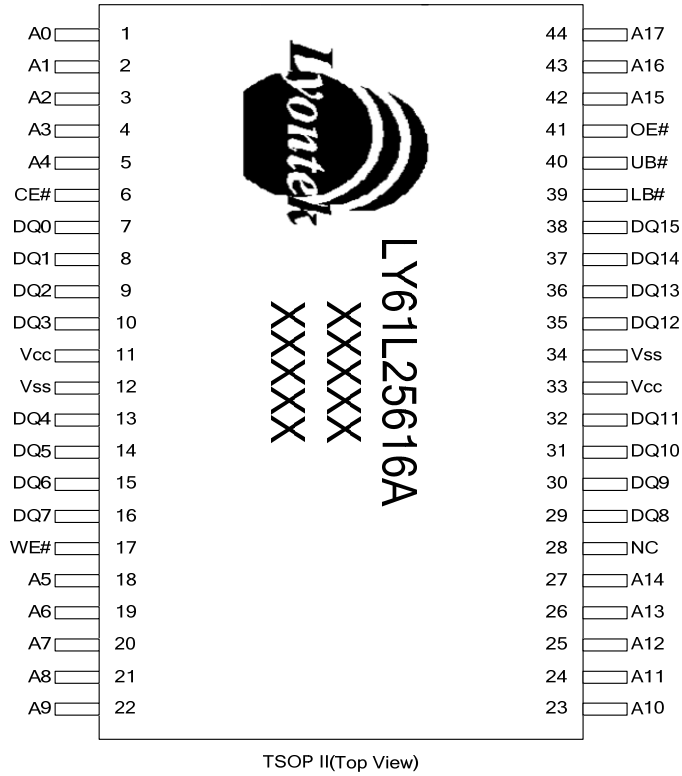 A0 1 44 A17
A1 2 43 A16
A2 3 42 A15
A3 4 41 OE#
A4 5 40 UB#
CE# 6 39 LB#
DQ0 7 38 DQ15
DQ1 8 37 DQ14
DQ2 9 36 DQ13
DQ3 10 35 DQ12
Vcc 11 34 Vss
Vss 12 33 Vcc
DQ4 13 32 DQ11
DQ5 14 31 DQ10
DQ6 15 30 DQ9
DQ7 16 29 DQ8
WE# 17 28 NC
A5 18 27 A14
A6 19 26 A13
A7 20 25 A12
A8 21 24 A11
A9 22 23 A10
Lyontek
LY61L25616A
XXXXX
XXXXX
TSOP II(Top View)